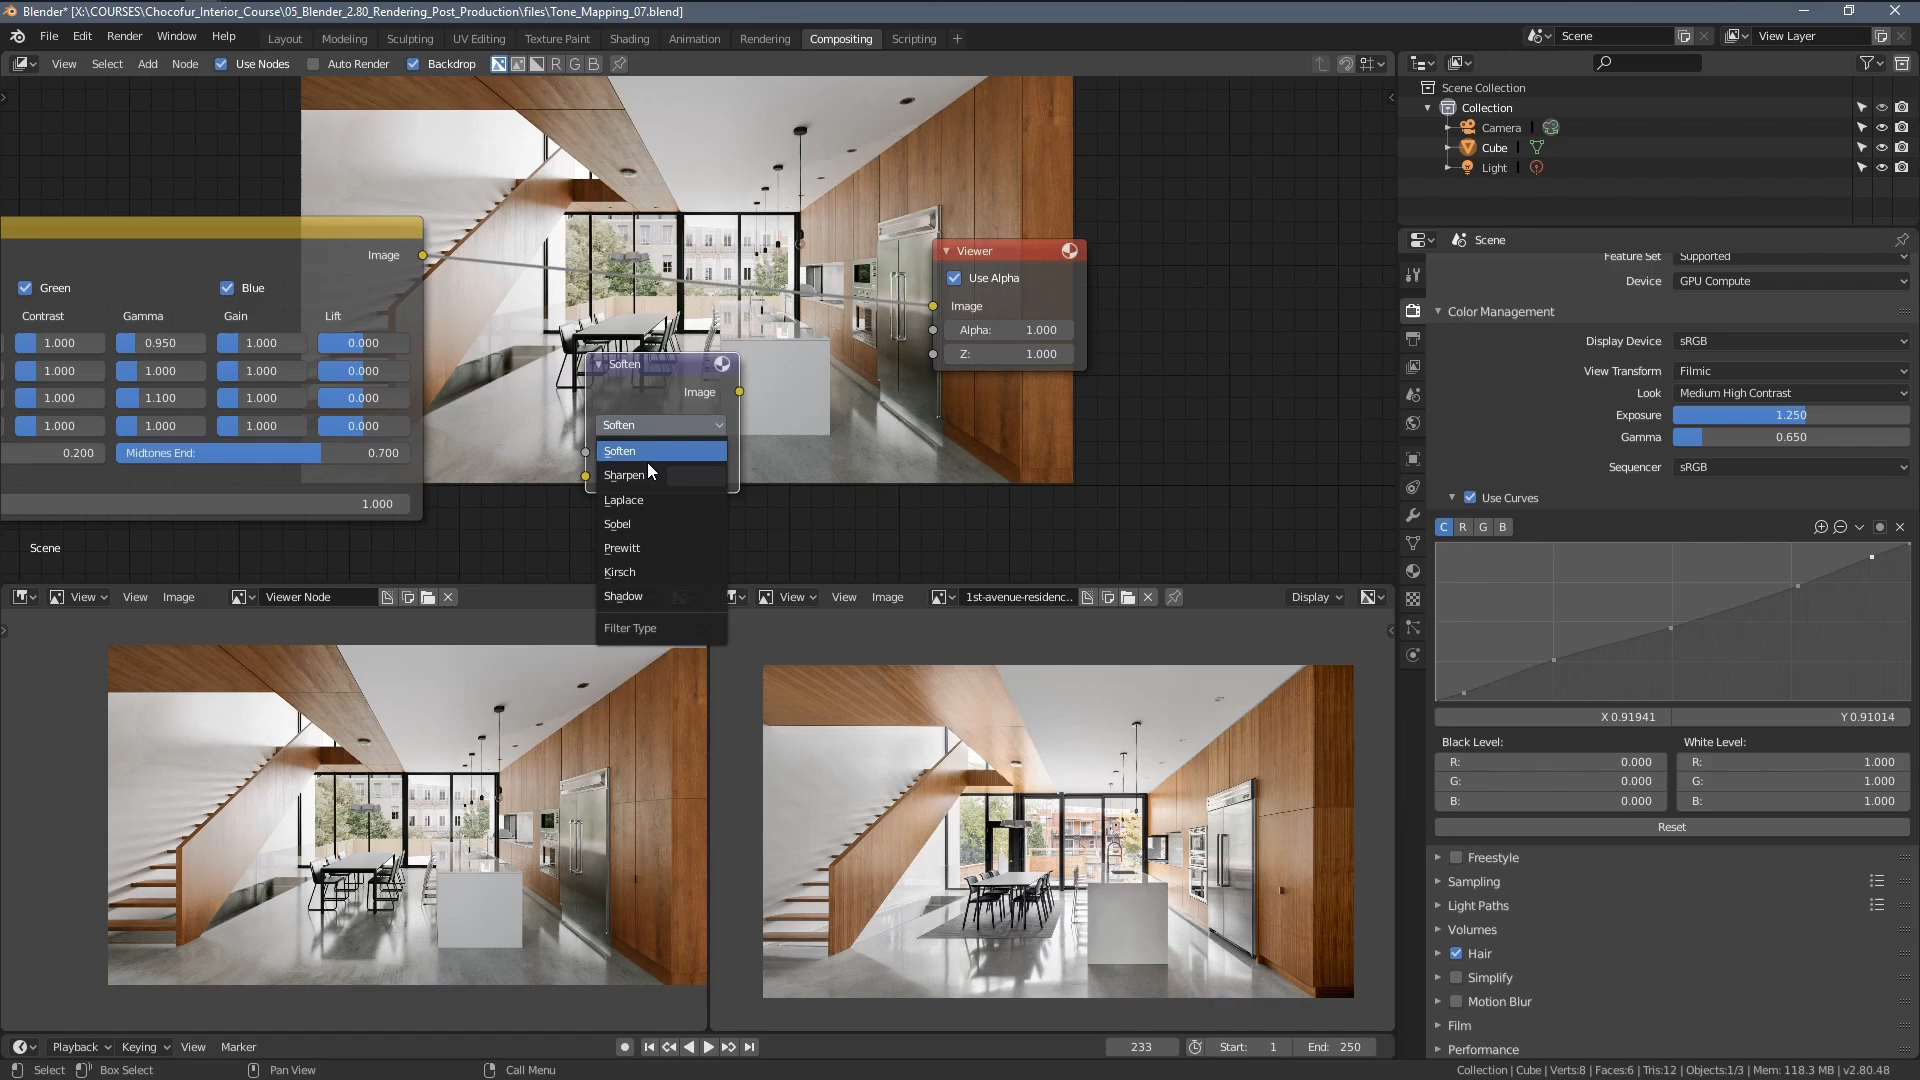 Blender* [X:\COURSES\Chocofur_Interior_Course\05_Blender_2.80_Rendering_Post_Production\files\Tone_Mapping_07.blend]
File Edit Render Window Help Layout Modeling Sculpting UV Editing Texture Paint Shading Animation Rendering Compositing Scripting + Scene View Layer
View Select Add Node Use Nodes Auto Render Backdrop R G B
Scene Collection
Collection
Camera
Cube
Light
Scene
Feature Set Supported
Device GPU Compute
Color Management
Display Device sRGB
View Transform Filmic
Look Medium High Contrast
Exposure 1.250
Gamma 0.650
Sequencer sRGB
Use Curves
C R G B
X 0.91941 Y 0.91014
Black Level: White Level:
R: 0.000 R: 1.000
G: 0.000 G: 1.000
B: 0.000 B: 1.000
Reset
Freestyle
Sampling
Light Paths
Volumes
Hair
Simplify
Motion Blur
Film
Performance
Image
Green Blue
Contrast Gamma Gain Lift
1.000 0.950 1.000 0.000
1.000 1.000 1.000 0.000
1.000 1.100 1.000 0.000
1.000 1.000 1.000 0.000
0.200 Midtones End: 0.700
1.000
Scene
Viewer
Use Alpha
Image
Alpha: 1.000
Z: 1.000
Soften
Image
Soften
Soften
Sharpen
Laplace
Sobel
Prewitt
Kirsch
Shadow
Filter Type
View View Image Viewer Node
View View Image 1st-avenue-residenc.. Display
Playback Keying View Marker 233 Start: 1 End: 250
Select Box Select Pan View Call Menu Collection | Cube | Verts:8 | Faces:6 | Tris:12 | Objects:1/3 | Mem: 118.3 MB | v2.80.48